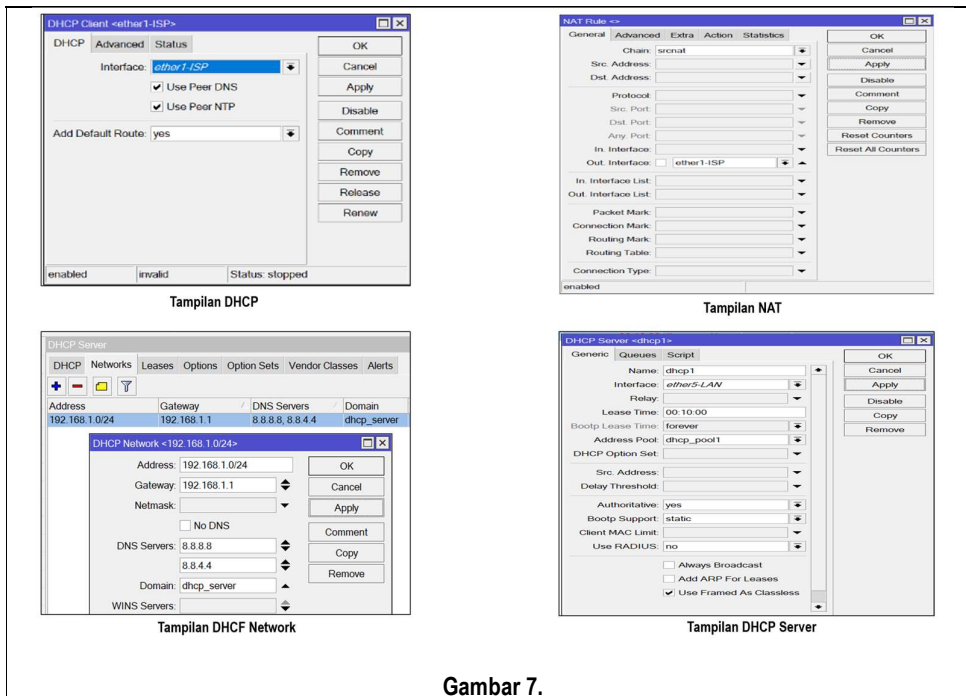 DHCP Client <ether1-ISP>
DHCP Advanced Status
Interface: ether1-ISP
Use Peer DNS
Use Peer NTP
Add Default Route: yes
OK
Cancel
Apply
Disable
Comment
Copy
Remove
Release
Renew
enabled invalid Status: stopped
Tampilan DHCP
NAT Rule <>
General Advanced Extra Action Statistics
Chain: srcnat
Src. Address:
Dst. Address:
Protocol:
Src. Port:
Dst. Port:
Any. Port:
In. Interface:
Out. Interface: ether1-ISP
In. Interface List:
Out. Interface List:
Packet Mark:
Connection Mark:
Routing Mark:
Routing Table:
Connection Type:
OK
Cancel
Apply
Disable
Comment
Copy
Remove
Reset Counters
Reset All Counters
enabled
Tampilan NAT
DHCP Server
DHCP Networks Leases Options Option Sets Vendor Classes Alerts
Address Gateway DNS Servers Domain
192.168.1.0/24 192.168.1.1 8.8.8.8, 8.8.4.4 dhcp_server
DHCP Network <192.168.1.0/24>
Address: 192.168.1.0/24
Gateway: 192.168.1.1
Netmask:
No DNS
DNS Servers: 8.8.8.8
8.8.4.4
Domain: dhcp_server
WINS Servers:
OK
Cancel
Apply
Comment
Copy
Remove
Tampilan DHCF Network
DHCP Server <dhcp1>
Generic Queues Script
Name: dhcp1
Interface: ether5-LAN
Relay:
Lease Time: 00:10:00
Bootp Lease Time: forever
Address Pool: dhcp_pool1
DHCP Option Set:
Src. Address:
Delay Threshold:
Authoritative: yes
Bootp Support: static
Client MAC Limit:
Use RADIUS: no
Always Broadcast
Add ARP For Leases
Use Framed As Classless
OK
Cancel
Apply
Disable
Copy
Remove
Tampilan DHCP Server
Gambar 7.